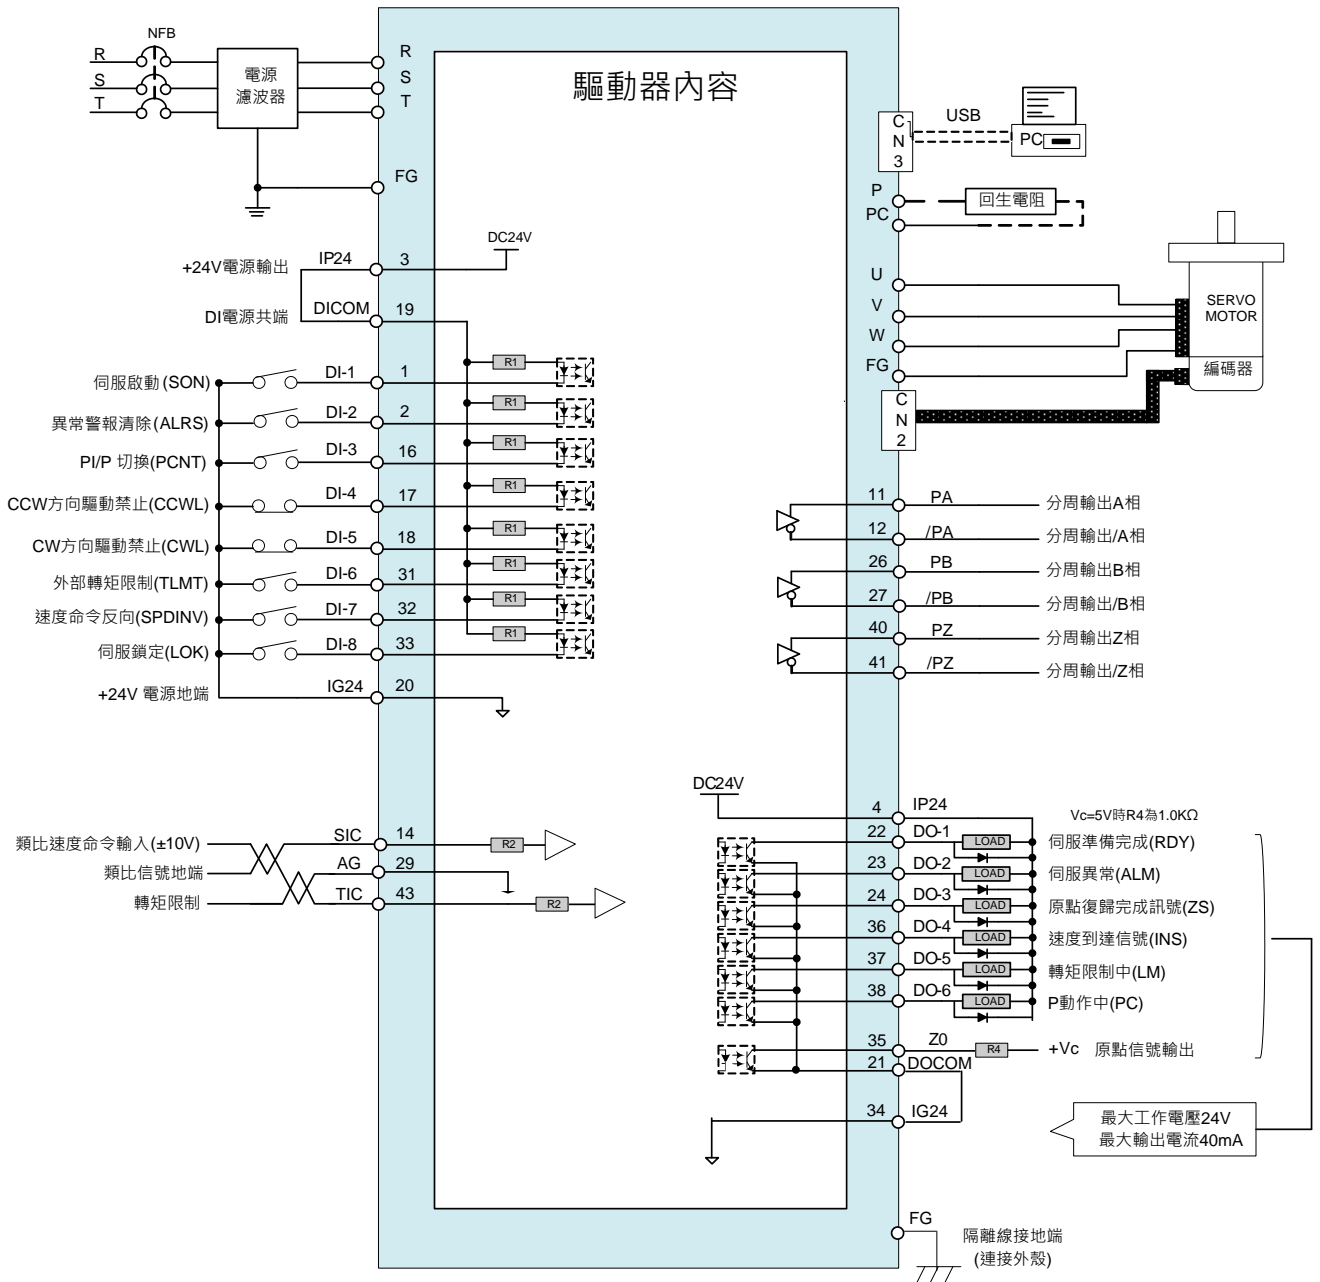 NFB
R
S
T
電源
濾波器
R
S
T
FG
驅動器內容
C
N
3
USB
PC
P
PC
回生電阻
U
V
W
FG
SERVO
MOTOR
編碼器
C
N
2
DC24V
+24V電源輸出 IP24 3
DI電源共端 DICOM 19
R1
伺服啟動(SON) DI-1 1
R1
異常警報清除(ALRS) DI-2 2
R1
PI/P 切換(PCNT) DI-3 16
R1
CCW方向驅動禁止(CCWL) DI-4 17
R1
CW方向驅動禁止(CWL) DI-5 18
R1
外部轉矩限制(TLMT) DI-6 31
R1
速度命令反向(SPDINV) DI-7 32
R1
伺服鎖定(LOK) DI-8 33
+24V 電源地端 IG24 20
11 PA 分周輸出A相
12 /PA 分周輸出/A相
26 PB 分周輸出B相
27 /PB 分周輸出/B相
40 PZ 分周輸出Z相
41 /PZ 分周輸出/Z相
類比速度命令輸入(±10V) SIC 14 R2
類比信號地端 AG 29
轉矩限制 TIC 43 R2
DC24V
4 IP24
Vc=5V時R4為1.0KΩ
22 DO-1 LOAD 伺服準備完成(RDY)
23 DO-2 LOAD 伺服異常(ALM)
24 DO-3 LOAD 原點復歸完成訊號(ZS)
36 DO-4 LOAD 速度到達信號(INS)
37 DO-5 LOAD 轉矩限制中(LM)
38 DO-6 LOAD P動作中(PC)
35 Z0 R4 +Vc 原點信號輸出
21 DOCOM
34 IG24
最大工作電壓24V
最大輸出電流40mA
FG
隔離線接地端
(連接外殼)